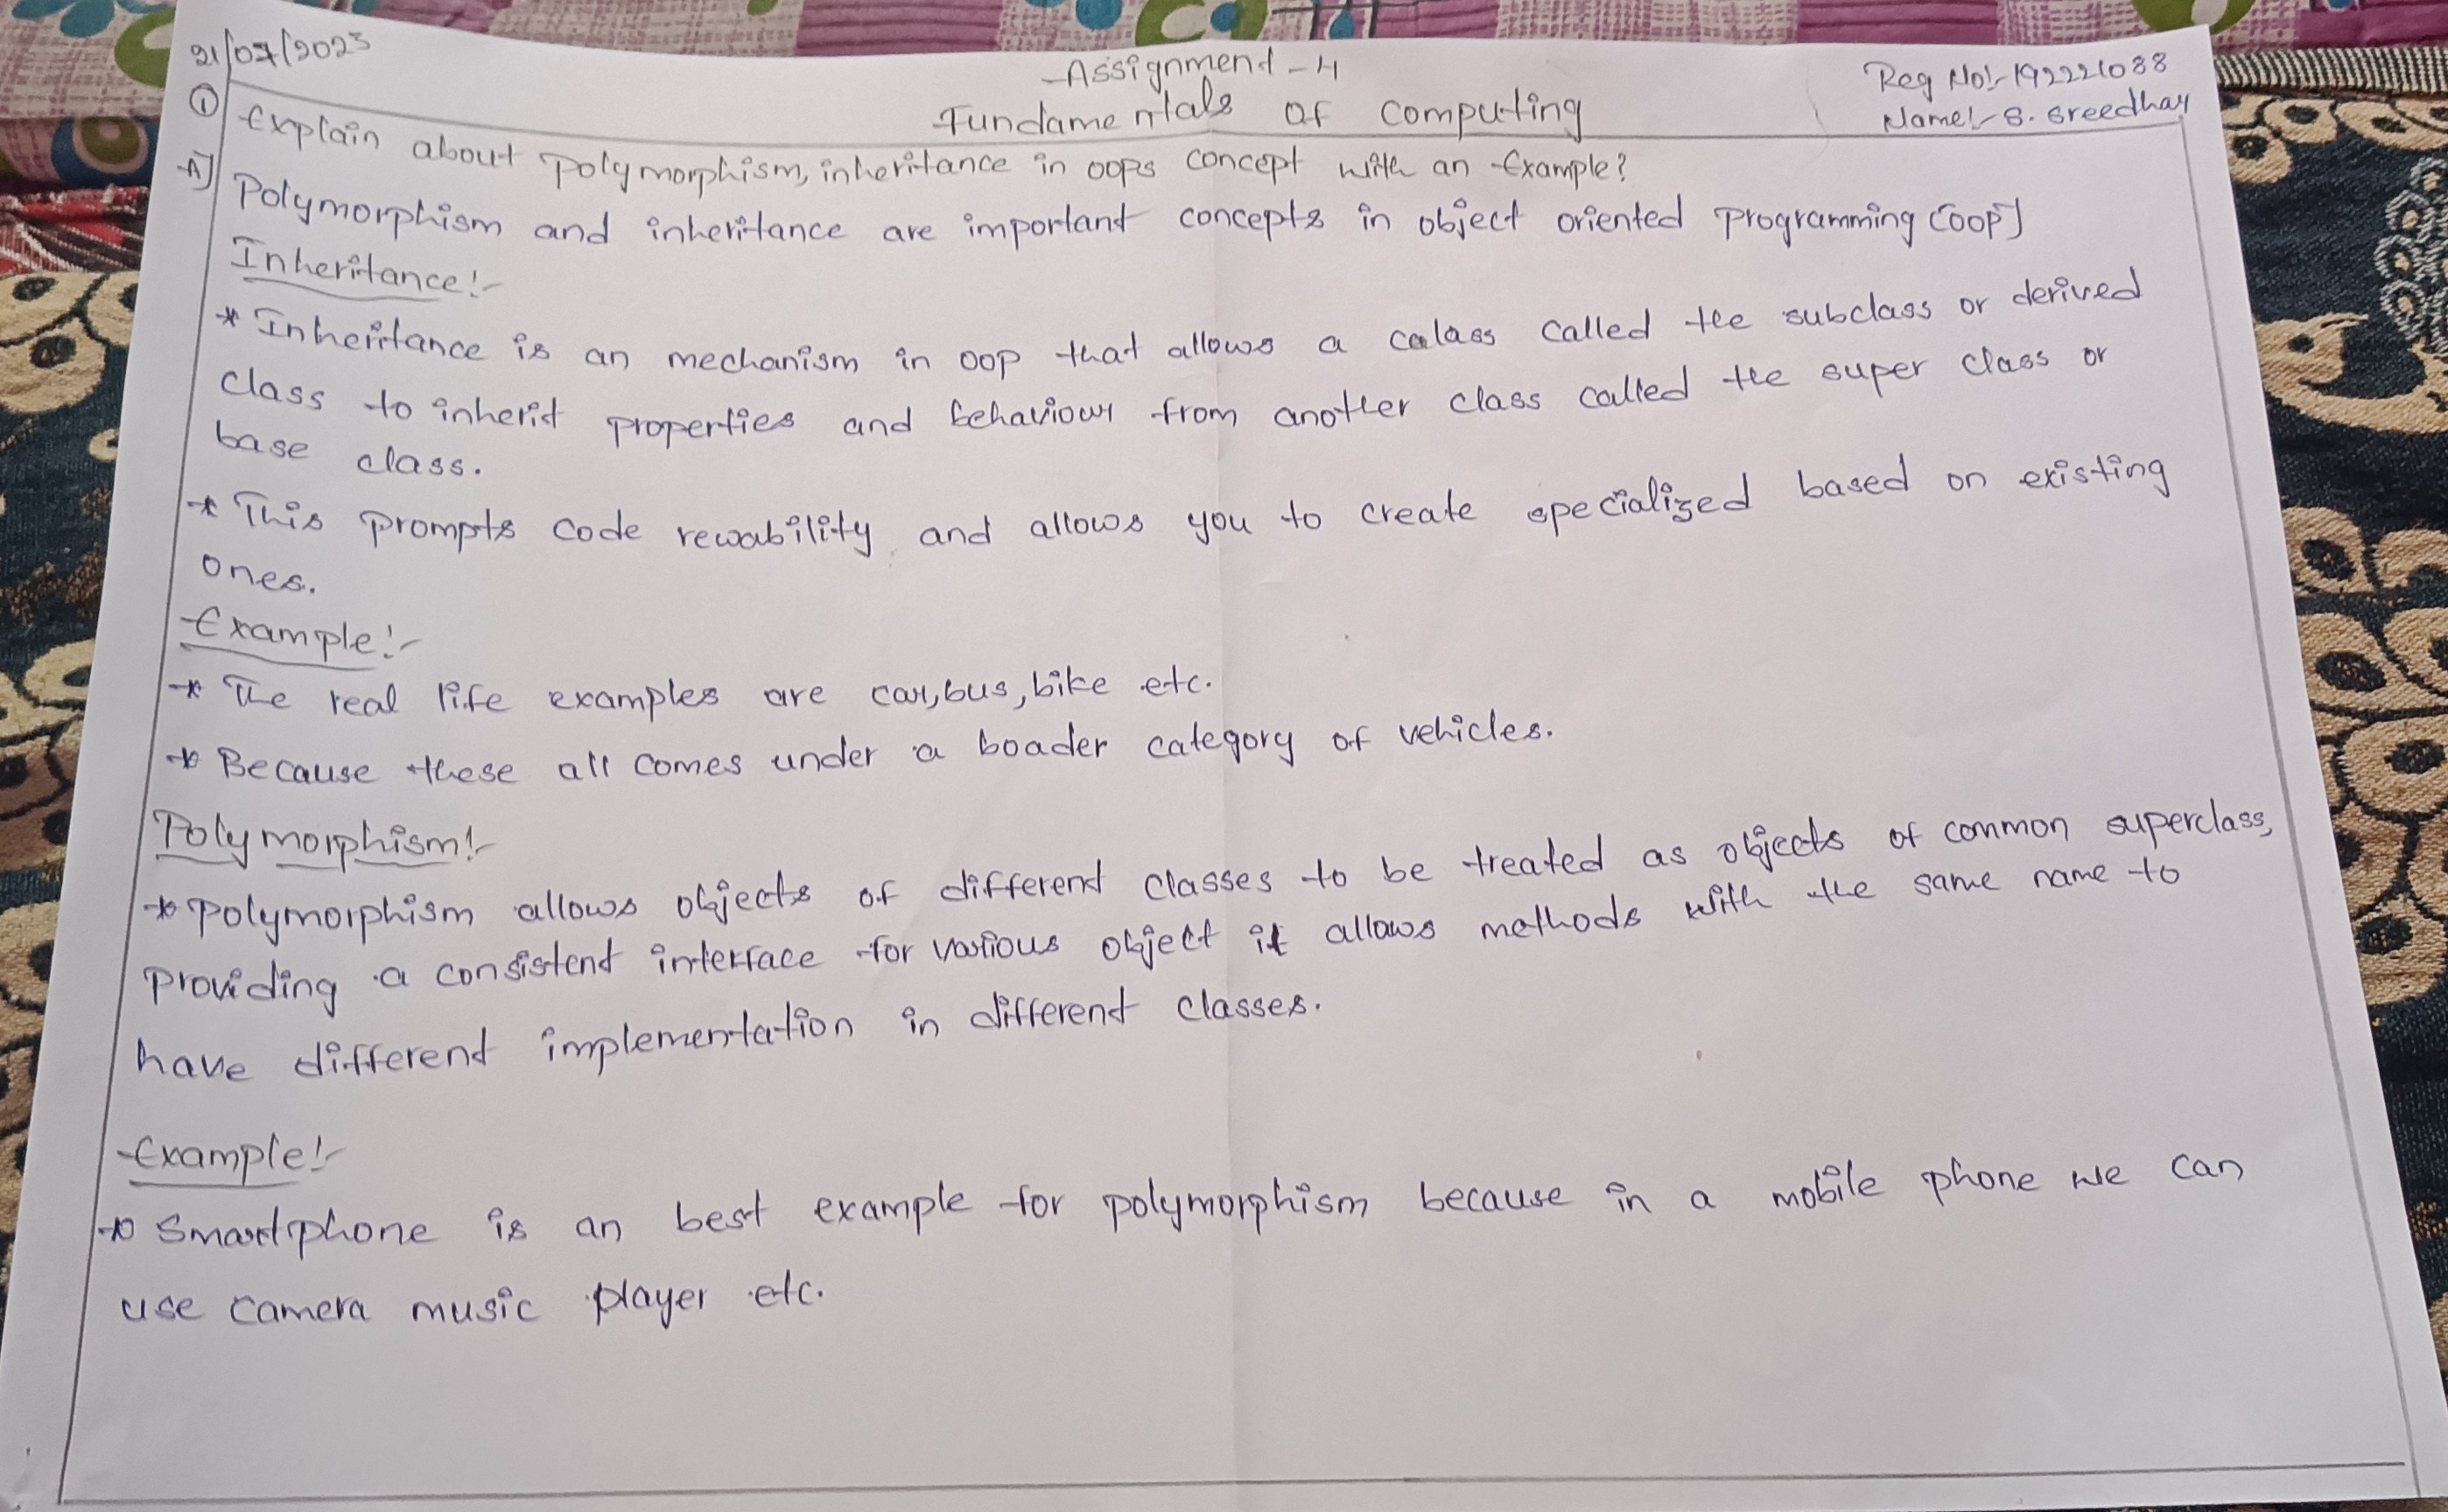 21/07/2023
Assignment - 4
Reg No:- 192221088
Fundamentals of computing
Name:- S. Sreedhar
① Explain about polymorphism, inheritance in oops concept with an Example?
A] Polymorphism and inheritance are important concepts in object oriented programming [OOP]
Inheritance:-
* Inheritance is an mechanism in oop that allows a calass called the subclass or derived
class to inherit properties and behaviour from another class called the super class or
base class.
* This prompts code reusability and allows you to create specialized based on existing
ones.
Example:-
* The real life examples are car, bus, bike etc.
* Because these all comes under a boader category of vehicles.
Polymorphism:-
* Polymorphism allows objects of different classes to be treated as objects of common superclass,
providing a consistent interface for various object it allows methods with the same name to
have different implementation in different classes.
Example:-
* Smartphone is an best example for polymorphism because in a mobile phone we can
use camera music player etc.